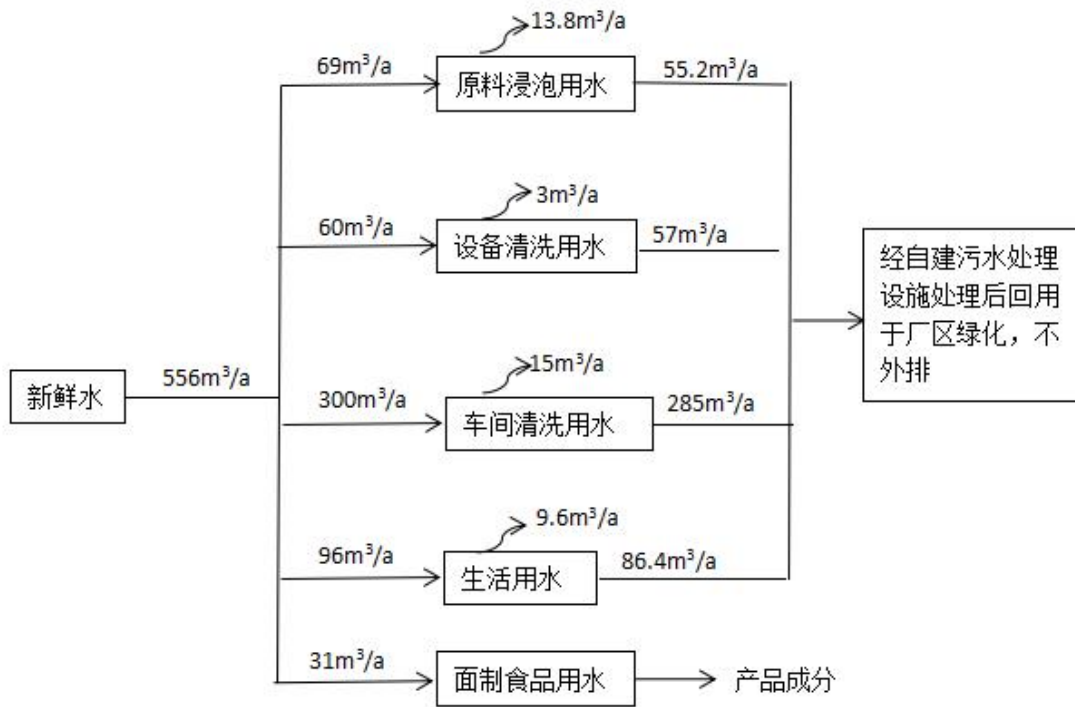 13.8m³/a
69m³/a
原料浸泡用水
55.2m³/a
3m³/a
60m³/a
设备清洗用水
57m³/a
经自建污水处理
设施处理后回用
于厂区绿化，不
外排
新鲜水
556m³/a
15m³/a
300m³/a
车间清洗用水
285m³/a
9.6m³/a
96m³/a
生活用水
86.4m³/a
31m³/a
面制食品用水
产品成分